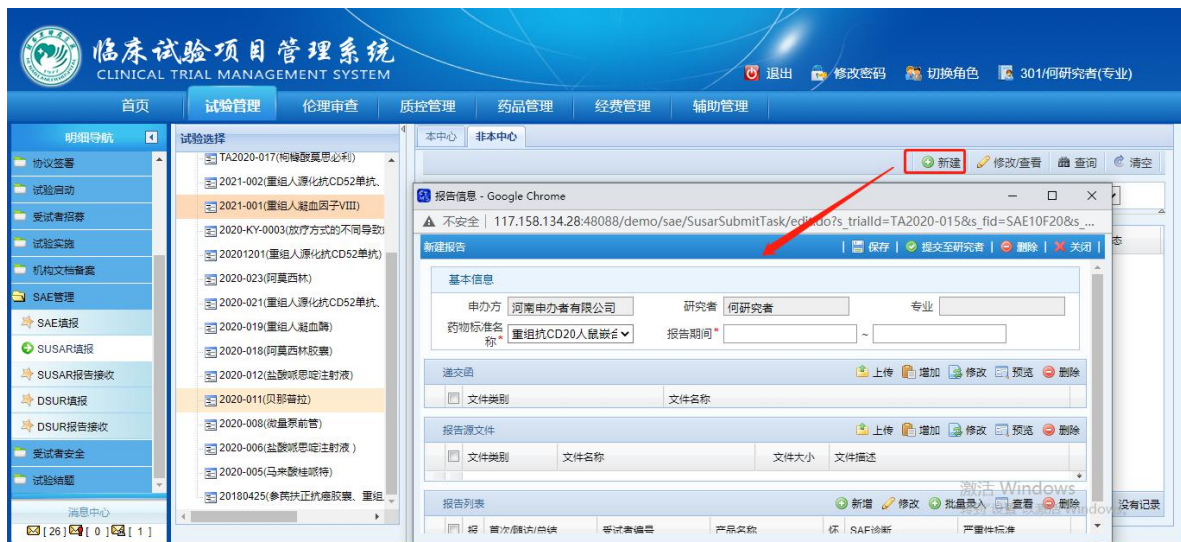 临床试验项目管理系统
CLINICAL TRIAL MANAGEMENT SYSTEM
退出 修改密码 切换角色 301/何研究者(专业)
首页 试验管理 伦理审查 质控管理 药品管理 经费管理 辅助管理
明细导航
协议签署
试验启动
受试者招募
试验实施
机构文档备案
SAE管理
SAE填报
SUSAR填报
SUSAR报告接收
DSUR填报
DSUR报告接收
受试者安全
试验结题
消息中心
[ 26 ] [ 0 ] [ 1 ]
试验选择
TA2020-017(枸橼酸莫思必利)
2021-002(重组人源化抗CD52单抗、
2021-001(重组人凝血因子VIII)
2020-KY-0003(放疗方式的不同导致
20201201(重组人源化抗CD52单抗)
2020-023(阿莫西林)
2020-021(重组人源化抗CD52单抗、
2020-019(重组人凝血酶)
2020-018(阿莫西林胶囊)
2020-012(盐酸哌思啶注射液)
2020-011(贝那普拉)
2020-008(微量泵前管)
2020-006(盐酸哌思啶注射液 )
2020-005(马来酸桂哌特)
20180425(参芪扶正抗癌胶囊、重组
本中心 非本中心
新建 修改/查看 查询 清空
报告信息 - Google Chrome
不安全 | 117.158.134.28:48088/demo/sae/SusarSubmitTask/edit.do?s_trialId=TA2020-015&s_fid=SAE10F20&s_...
新建报告 | 保存 | 提交至研究者 | 删除 | 关闭 |
基本信息
申办方 河南申办者有限公司 研究者 何研究者 专业
药物标准名称* 重组抗CD20人鼠嵌合 报告期间* ~
递交函 上传 增加 修改 预览 删除
文件类别 文件名称
报告源文件 上传 增加 修改 预览 删除
文件类别 文件名称 文件大小 文件描述
报告列表 新增 修改 批量录入 查看 删除
报 首次/随访/总结 受试者编号 产品名称 怀 SAE诊断 严重性标准
态
没有记录
激活 Windows